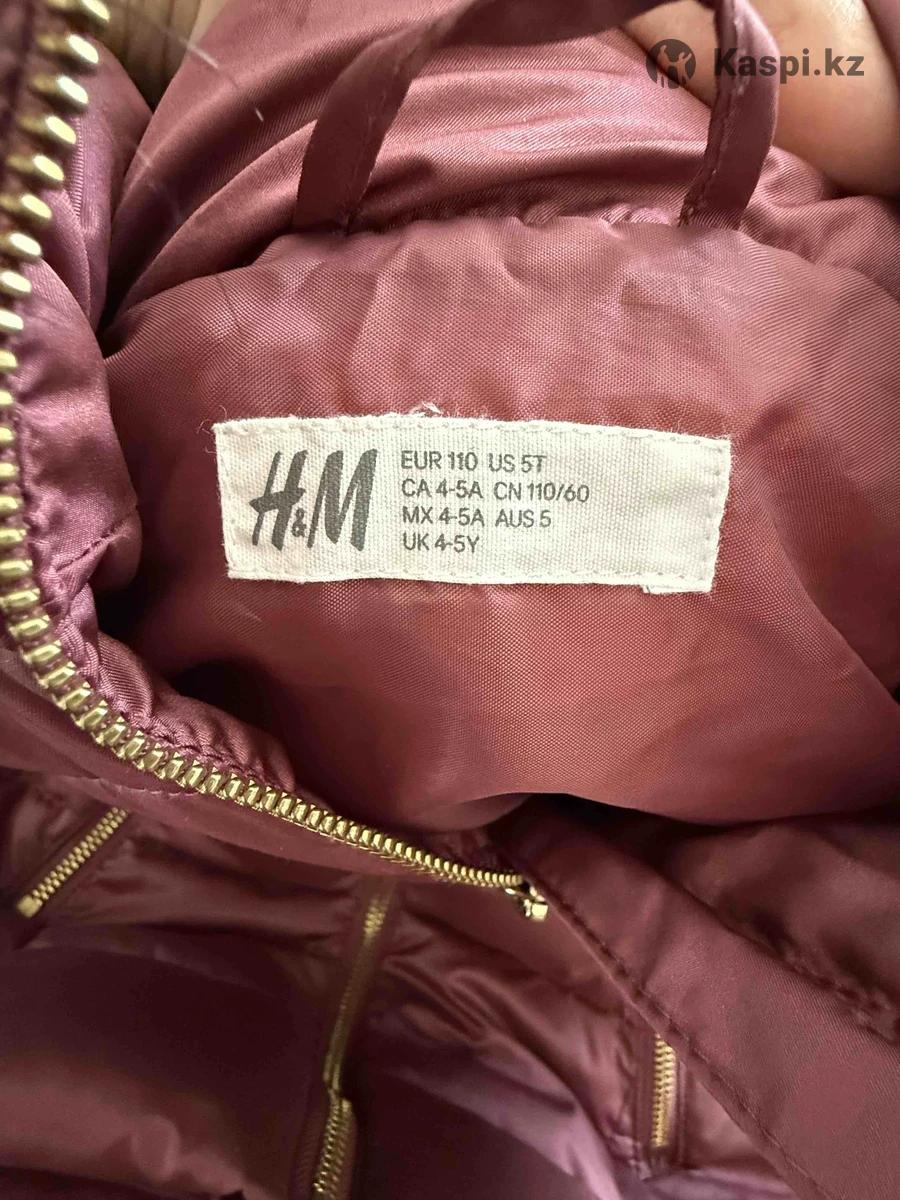 Kaspi.kz
H&M
EUR 110 US 5T
CA 4-5A CN 110/60
MX 4-5A AUS 5
UK 4-5Y